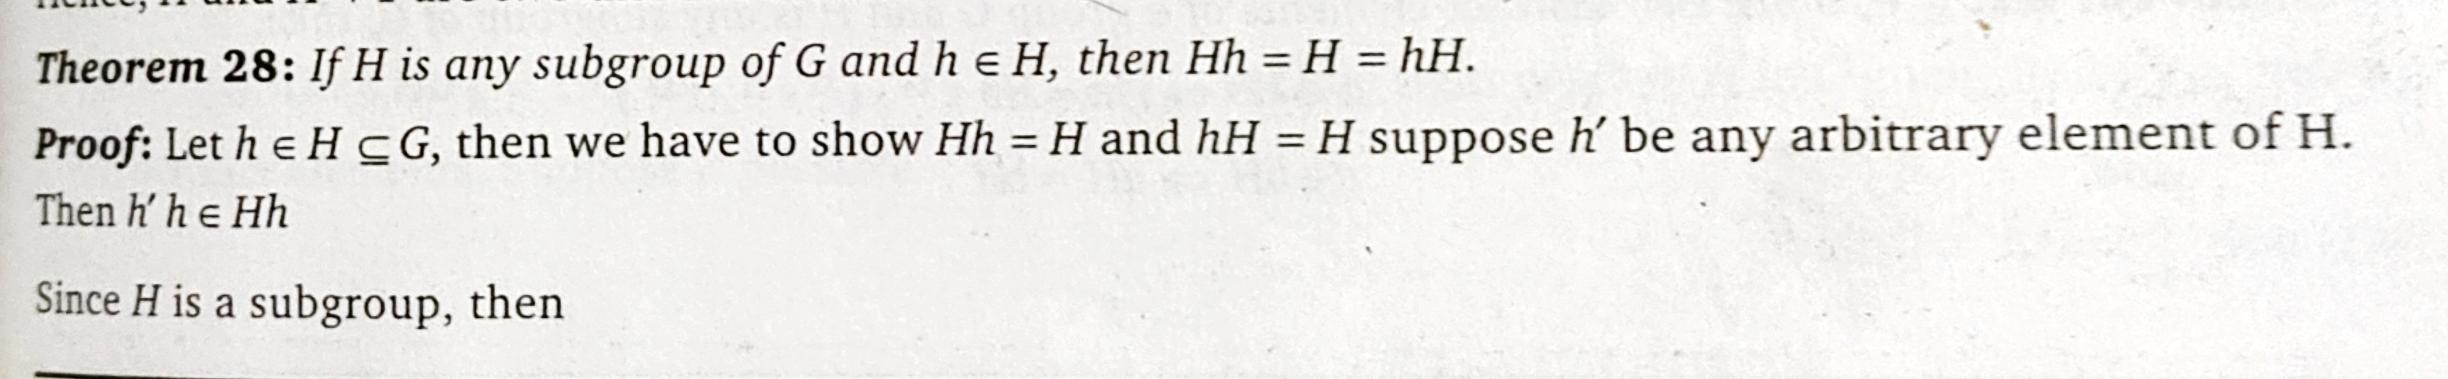 Theorem 28: If H is any subgroup of G and h ∈ H, then Hh = H = hH.
Proof: Let h ∈ H ⊆ G, then we have to show Hh = H and hH = H suppose h′ be any arbitrary element of H.
Then h′ h ∈ Hh
Since H is a subgroup, then